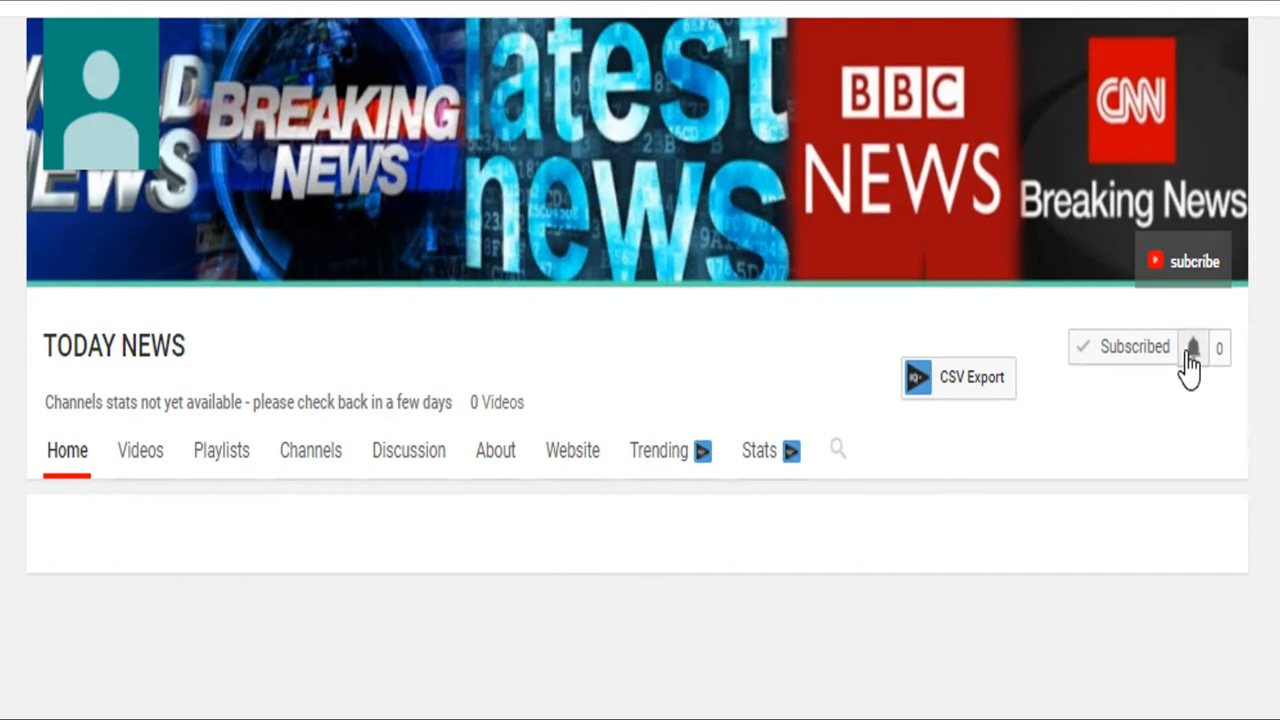 BREAKING
NEWS
latest
news
BBC
NEWS
CNN
Breaking News
subcribe
TODAY NEWS
Subscribed
0
CSV Export
Channels stats not yet available - please check back in a few days
0 Videos
Home
Videos
Playlists
Channels
Discussion
About
Website
Trending
Stats